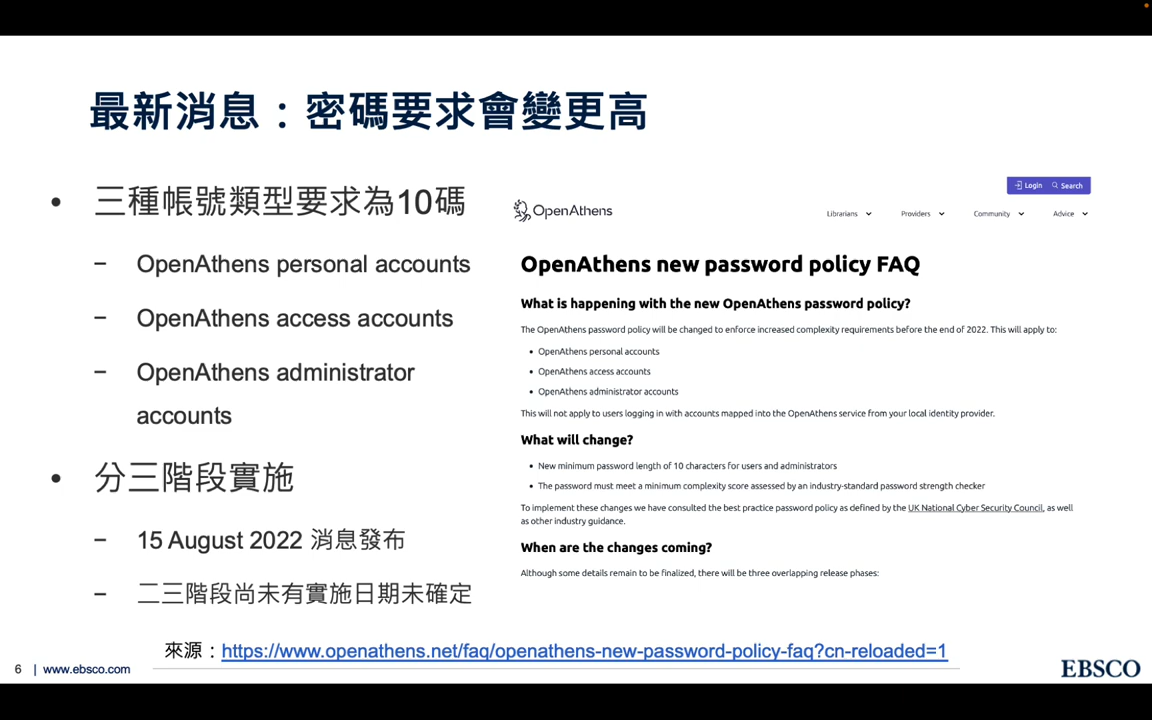 最新消息：密碼要求會變更高
• 三種帳號類型要求為10碼
– OpenAthens personal accounts
– OpenAthens access accounts
– OpenAthens administrator
accounts
• 分三階段實施
– 15 August 2022 消息發布
– 二三階段尚未有實施日期未確定
Login Search
OpenAthens
Librarians Providers Community Advice
OpenAthens new password policy FAQ
What is happening with the new OpenAthens password policy?
The OpenAthens password policy will be changed to enforce increased complexity requirements before the end of 2022. This will apply to:
• OpenAthens personal accounts
• OpenAthens access accounts
• OpenAthens administrator accounts
This will not apply to users logging in with accounts mapped into the OpenAthens service from your local identity provider.
What will change?
• New minimum password length of 10 characters for users and administrators
• The password must meet a minimum complexity score assessed by an industry-standard password strength checker
To implement these changes we have consulted the best practice password policy as defined by the UK National Cyber Security Council, as well
as other industry guidance.
When are the changes coming?
Although some details remain to be finalized, there will be three overlapping release phases:
來源：https://www.openathens.net/faq/openathens-new-password-policy-faq?cn-reloaded=1
6 | www.ebsco.com
EBSCO